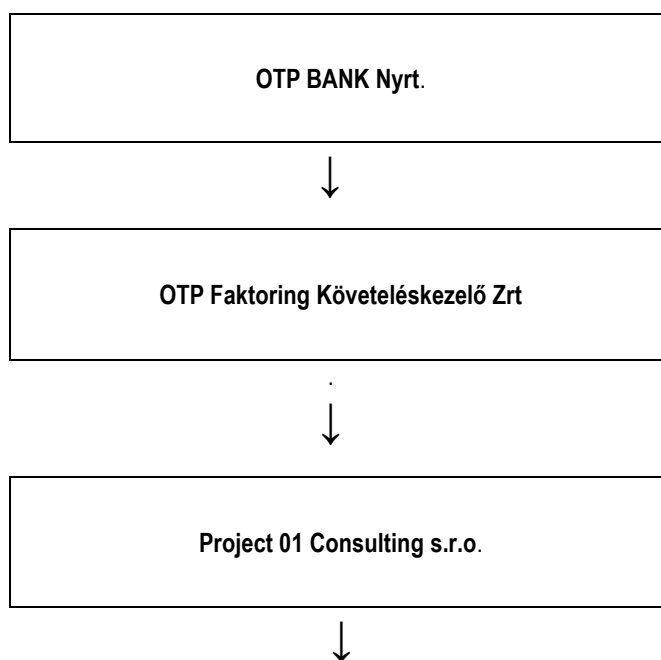 OTP BANK Nyrt.
↓
OTP Faktoring Követeléskezelő Zrt
.
↓
Project 01 Consulting s.r.o.
↓